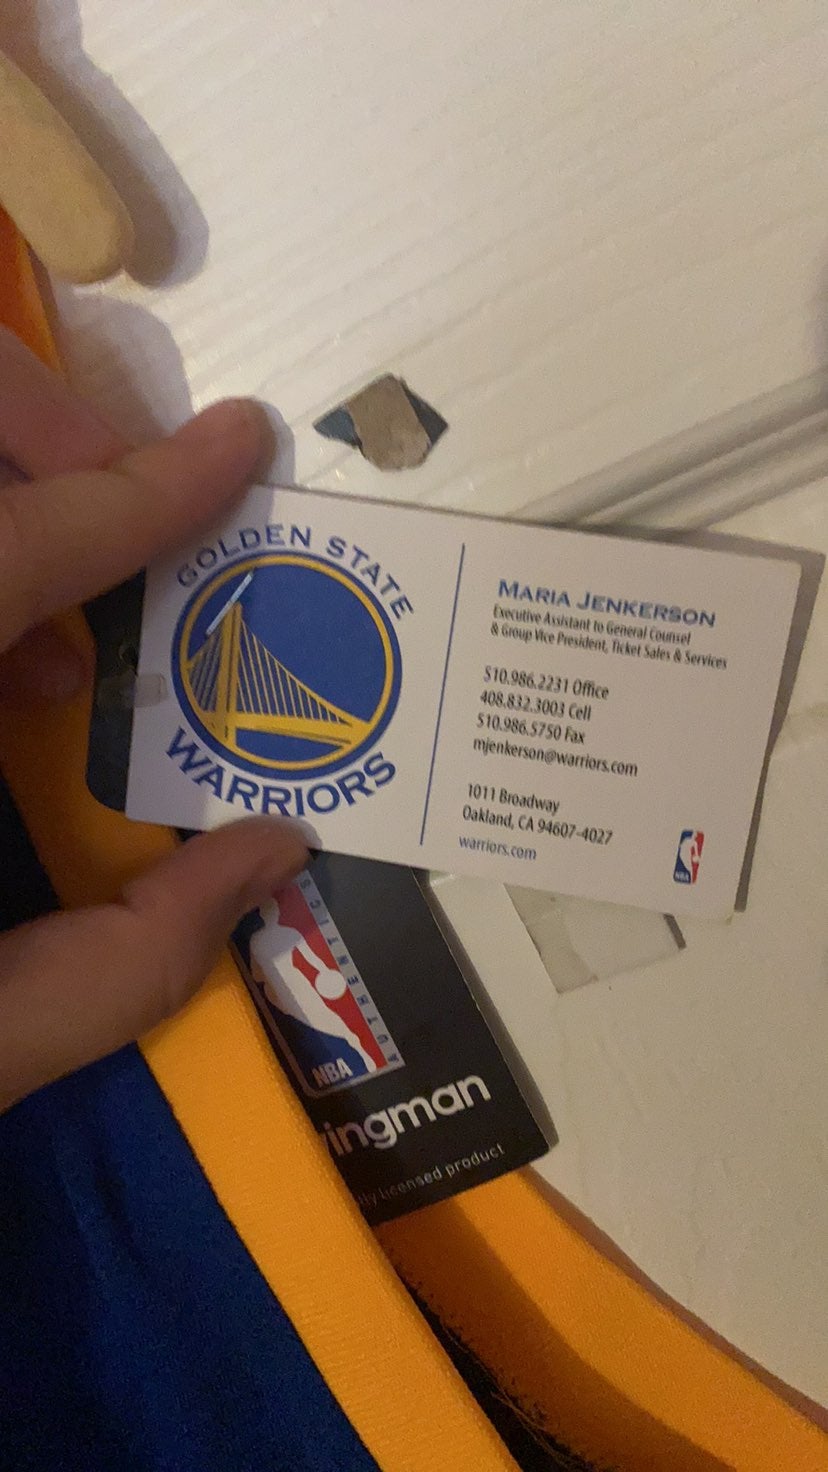 GOLDEN STATE
WARRIORS
MARIA JENKERSON
Executive Assistant to General Counsel
& Group Vice President, Ticket Sales & Services
510.986.2231 Office
408.832.3003 Cell
510.986.5750 Fax
mjenkerson@warriors.com
1011 Broadway
Oakland, CA 94607-4027
warriors.com
NBA
NBA
licensed product